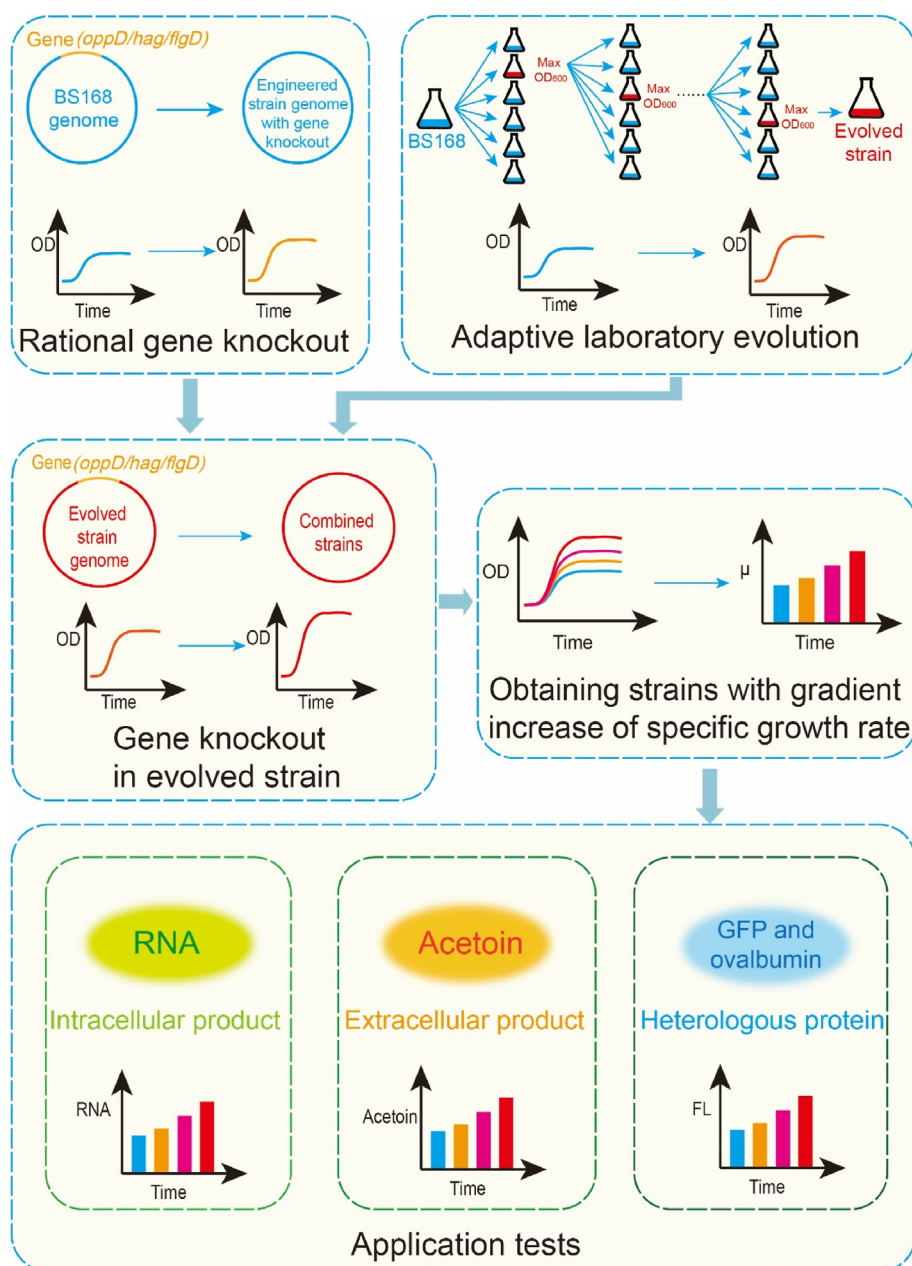 Gene (oppD/hag/flgD)
BS168
genome
Engineered
strain genome
with gene
knockout
OD
Time
OD
Time
Rational gene knockout
BS168
Max
OD600
Max
OD600
......
Max
OD600
Evolved
strain
OD
Time
OD
Time
Adaptive laboratory evolution
Gene (oppD/hag/flgD)
Evolved
strain
genome
Combined
strains
OD
Time
OD
Time
Gene knockout
in evolved strain
OD
Time
μ
Time
Obtaining strains with gradient
increase of specific growth rate
RNA
Intracellular product
RNA
Time
Acetoin
Extracellular product
Acetoin
Time
GFP and
ovalbumin
Heterologous protein
FL
Time
Application tests